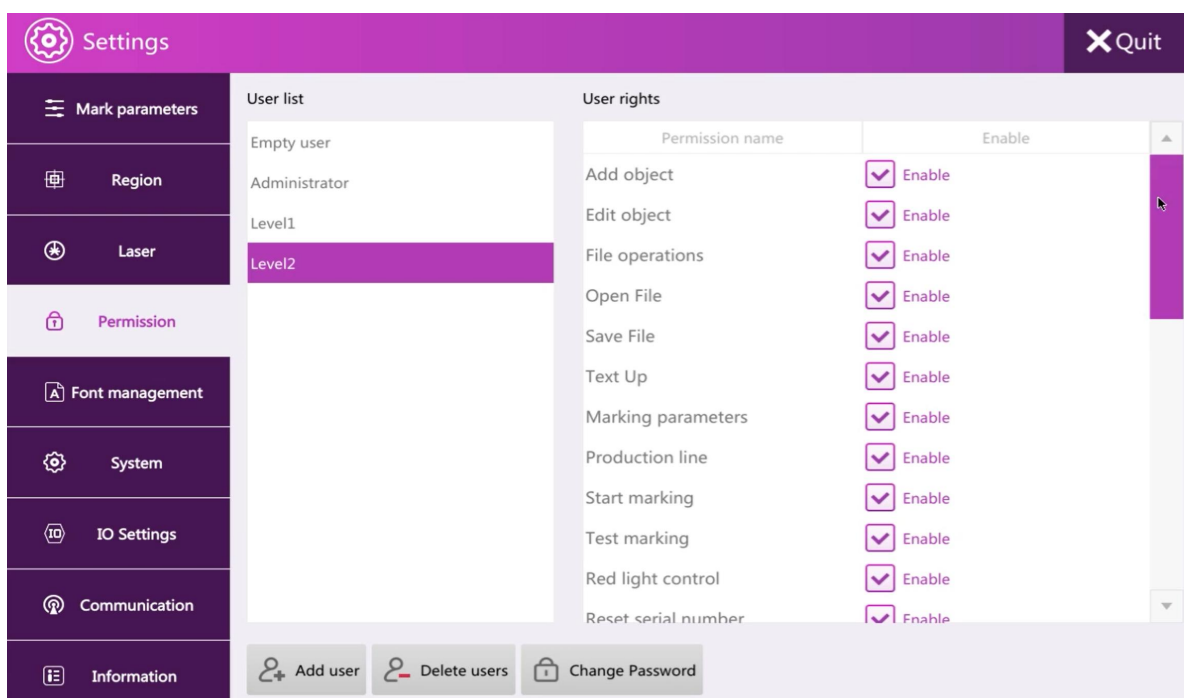 Settings
Quit
Mark parameters
Region
Laser
Permission
Font management
System
IO Settings
Communication
Information
User list
Empty user
Administrator
Level1
Level2
User rights
Permission name Enable
Add object Enable
Edit object Enable
File operations Enable
Open File Enable
Save File Enable
Text Up Enable
Marking parameters Enable
Production line Enable
Start marking Enable
Test marking Enable
Red light control Enable
Reset serial number Enable
Add user Delete users Change Password